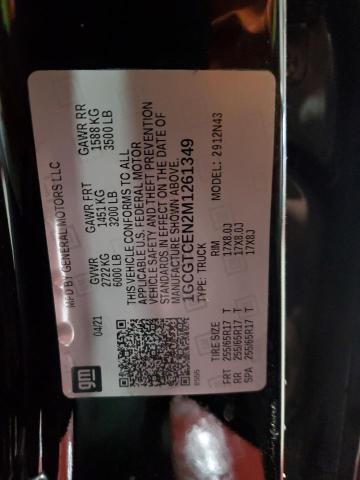 gm
MFD BY GENERAL MOTORS LLC
04/21
GVWR GAWR FRT GAWR RR
2722 KG 1451 KG 1588 KG
6000 LB 3200 LB 3500 LB
THIS VEHICLE CONFORMS TO ALL
APPLICABLE U.S. FEDERAL MOTOR
VEHICLE SAFETY AND THEFT PREVENTION
STANDARDS IN EFFECT ON THE DATE OF
MANUFACTURE SHOWN ABOVE.
1GCGTCEN2M1261349
TYPE: TRUCK MODEL: 2912N43
TIRE SIZE RIM
FRT 255/65R17 T 17X8.0J
RR 255/65R17 T 17X8.0J
SPA 255/65R17 T 17X8J